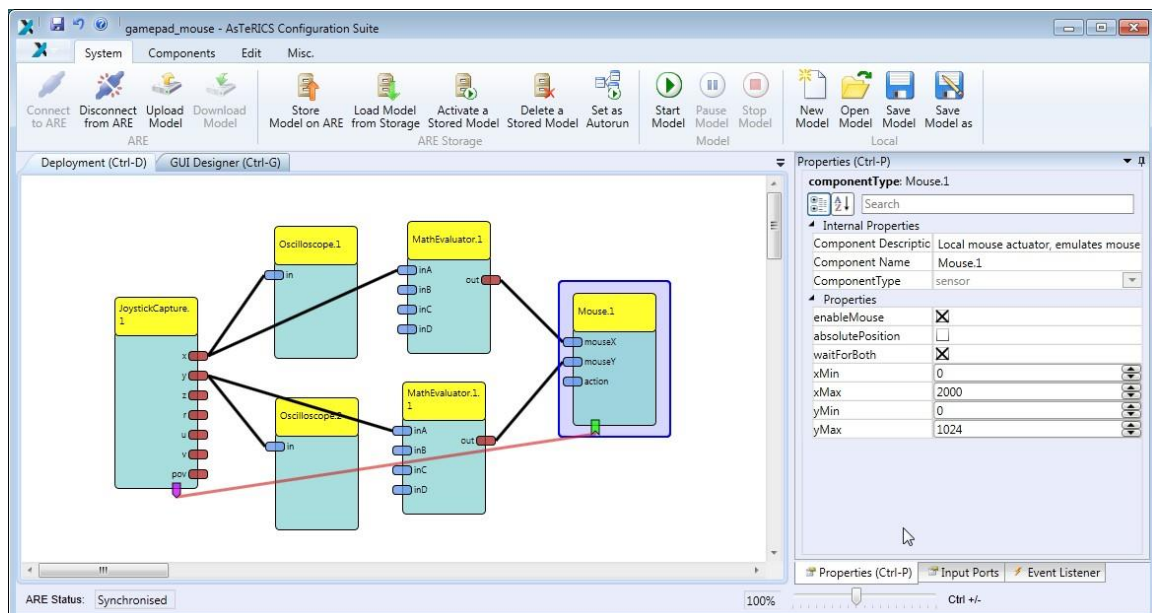 gamepad_mouse - AsTeRICS Configuration Suite
System Components Edit Misc.
Connect to ARE
Disconnect from ARE
Upload Model
Download Model
ARE
Store Model on ARE
Load Model from Storage
Activate a Stored Model
Delete a Stored Model
Set as Autorun
ARE Storage
Start Model
Pause Model
Stop Model
Model
New Model
Open Model
Save Model
Save Model as
Local
Deployment (Ctrl-D) GUI Designer (Ctrl-G)
JoystickCapture.
1
x
y
z
r
u
v
pov
Oscilloscope.1
in
Oscilloscope.2
in
MathEvaluator.1
inA
out
inB
inC
inD
MathEvaluator.1.
1
inA
out
inB
inC
inD
Mouse.1
mouseX
mouseY
action
Properties (Ctrl-P)
componentType: Mouse.1
A
Z
Search
Internal Properties
Component Descriptic Local mouse actuator, emulates mouse
Component Name Mouse.1
ComponentType sensor
Properties
enableMouse
absolutePosition
waitForBoth
xMin 0
xMax 2000
yMin 0
yMax 1024
Properties (Ctrl-P) Input Ports Event Listener
ARE Status: Synchronised 100% Ctrl +/-